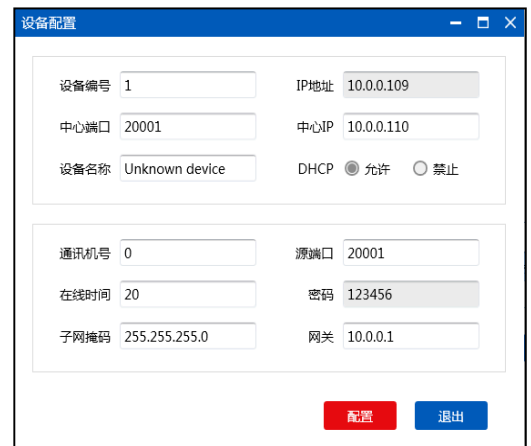 设备配置
设备编号 1 IP地址 10.0.0.109
中心端口 20001 中心IP 10.0.0.110
设备名称 Unknown device DHCP 允许 禁止
通讯机号 0 源端口 20001
在线时间 20 密码 123456
子网掩码 255.255.255.0 网关 10.0.0.1
配置 退出